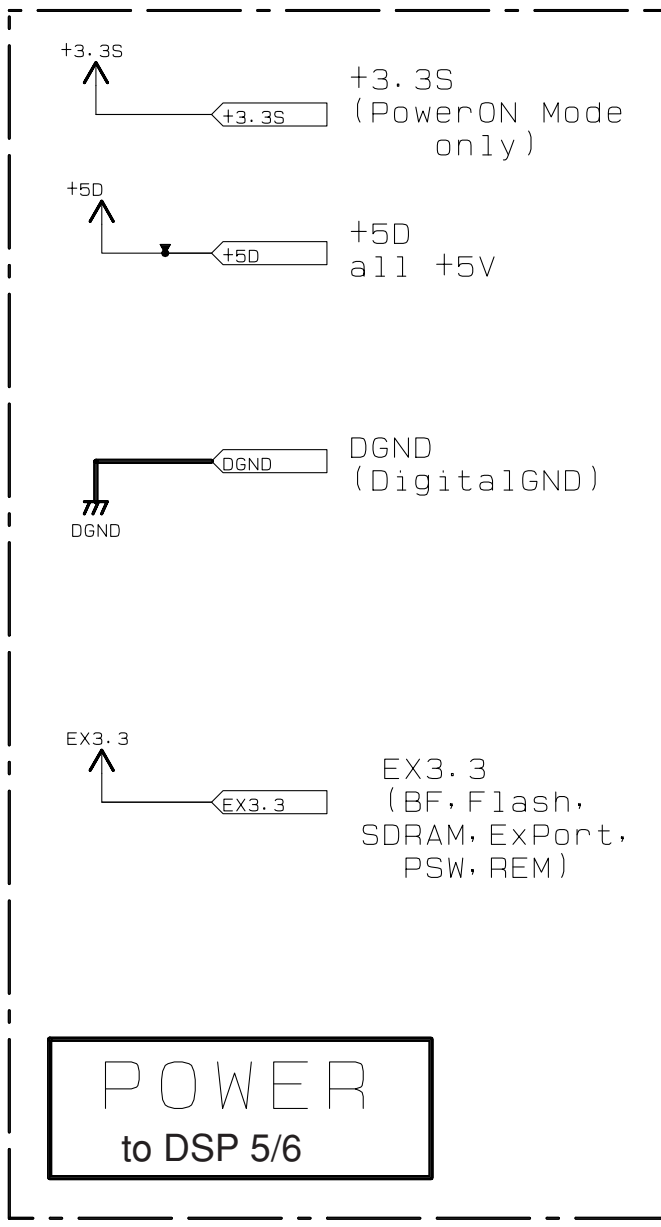 +3.3S
+3.3S
+3.3S
(PowerON Mode
only)
+5D
+5D
+5D
all +5V
DGND
DGND
(DigitalGND)
DGND
EX3.3
EX3.3
EX3.3
(BF,Flash,
SDRAM,ExPort,
PSW,REM)
POWER
to DSP 5/6